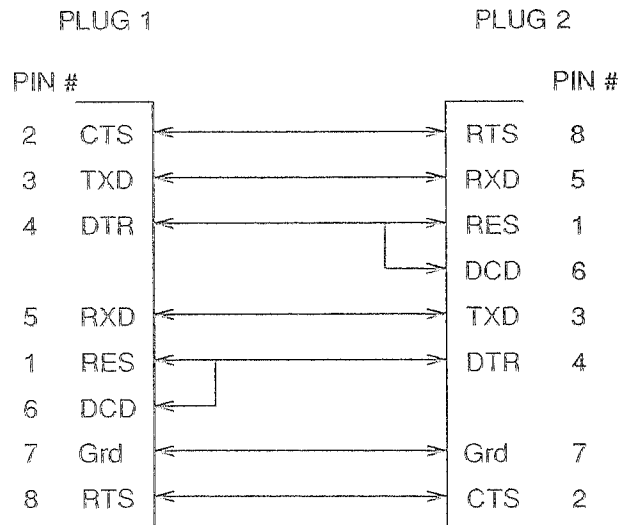 PLUG 1 PLUG 2
PIN # PIN #
2 CTS RTS 8
3 TXD RXD 5
4 DTR RES 1
DCD 6
5 RXD TXD 3
1 RES DTR 4
6 DCD
7 Grd Grd 7
8 RTS CTS 2